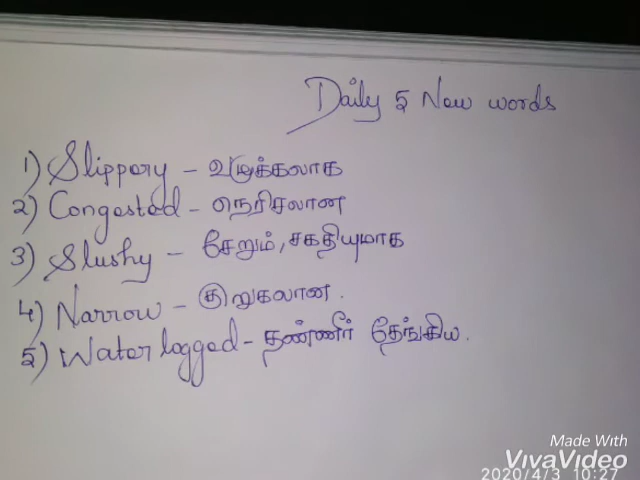 Daily 5 New words
1) Slippery - வழுக்கலாக
2) Congested - நெரிசலான
3) Slushy - சேறும், சகதியுமாக
4) Narrow - குறுகலான.
5) Water logged - தண்ணீர் தேங்கிய.
Made With
VivaVideo
2020/4/3 10:27